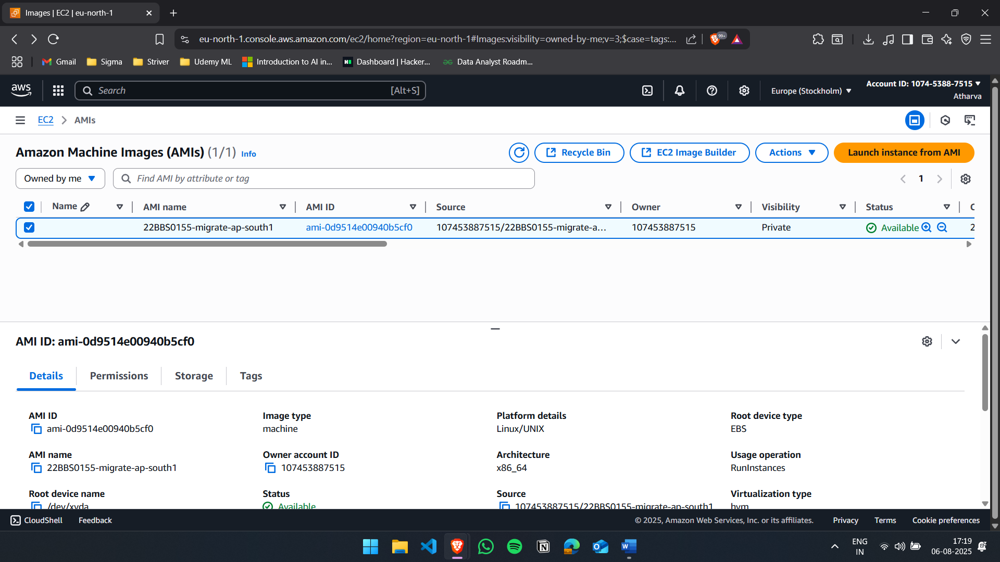 Images | EC2 | eu-north-1
eu-north-1.console.aws.amazon.com/ec2/home?region=eu-north-1#Images:visibility=owned-by-me;v=3;$case=tags:...
99+
Gmail
Sigma
Striver
Udemy ML
Introduction to AI in...
Dashboard | Hacker...
Data Analyst Roadm...
aws
Search
[Alt+S]
Europe (Stockholm)
Account ID: 1074-5388-7515
Atharva
EC2
AMIs
Amazon Machine Images (AMIs) (1/1) Info
Recycle Bin
EC2 Image Builder
Actions
Launch instance from AMI
Owned by me
Find AMI by attribute or tag
1
Name
AMI name
AMI ID
Source
Owner
Visibility
Status
22BBS0155-migrate-ap-south1
ami-0d9514e00940b5cf0
107453887515/22BBS0155-migrate-a...
107453887515
Private
Available
2
AMI ID: ami-0d9514e00940b5cf0
Details
Permissions
Storage
Tags
AMI ID
ami-0d9514e00940b5cf0
Image type
machine
Platform details
Linux/UNIX
Root device type
EBS
AMI name
22BBS0155-migrate-ap-south1
Owner account ID
107453887515
Architecture
x86_64
Usage operation
RunInstances
Root device name
/dev/xvda
Status
Available
Source
107453887515/22BBS0155-migrate-ap-south1
Virtualization type
hvm
CloudShell
Feedback
© 2025, Amazon Web Services, Inc. or its affiliates.
Privacy
Terms
Cookie preferences
ENG
IN
17:19
06-08-2025